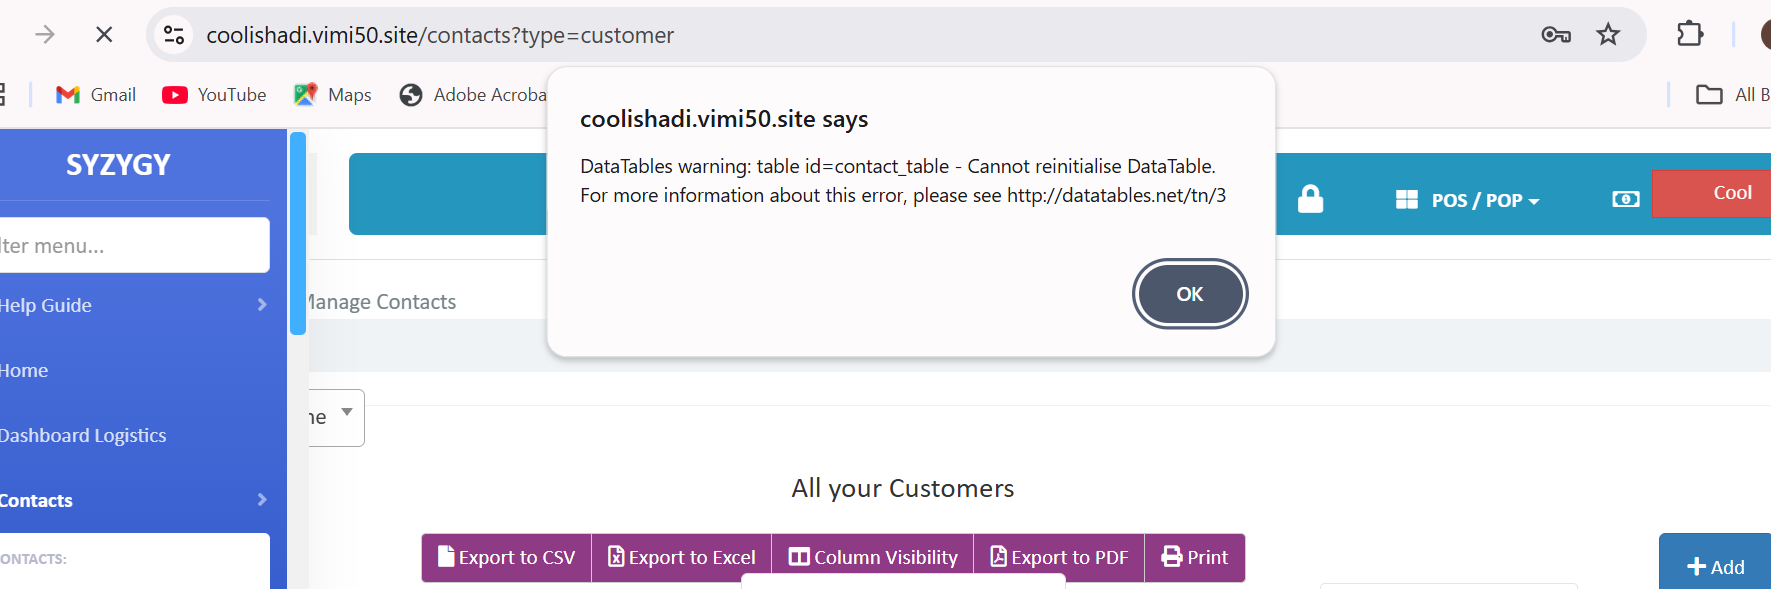 coolishadi.vimi50.site/contacts?type=customer
Gmail YouTube Maps Adobe Acroba All B
coolishadi.vimi50.site says
DataTables warning: table id=contact_table - Cannot reinitialise DataTable.
For more information about this error, please see http://datatables.net/tn/3
OK
SYZYGY
POS / POP
Cool
lter menu...
Help Guide
Manage Contacts
Home
ne
Dashboard Logistics
All your Customers
Contacts
Export to CSV Export to Excel Column Visibility Export to PDF Print
Add
ONTACTS: